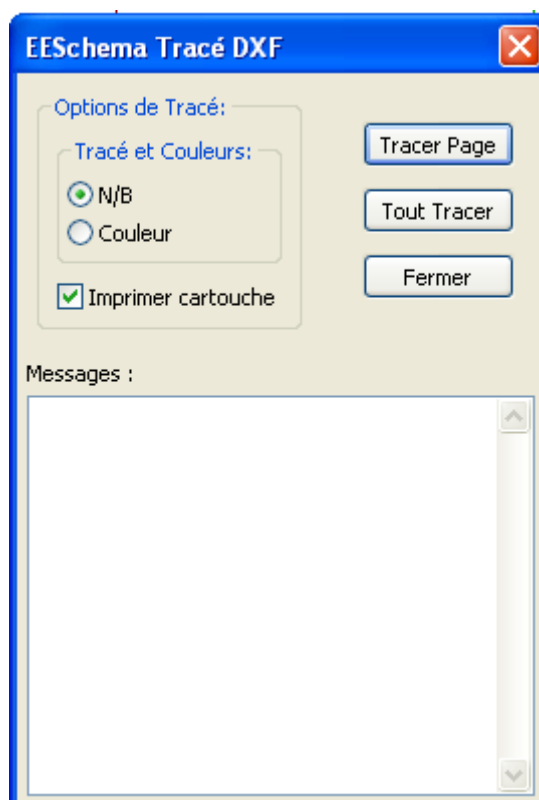 EESchema Tracé DXF
Options de Tracé:
Tracé et Couleurs:
N/B
Couleur
Imprimer cartouche
Tracer Page
Tout Tracer
Fermer
Messages :